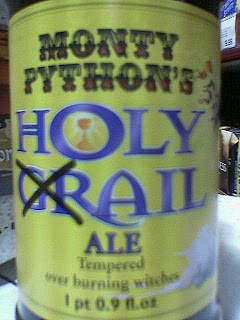 MONTY
PYTHON'S
HOLY
GRAIL
ALE
Tempered
over burning witches
1 pt 0.9 fl.oz